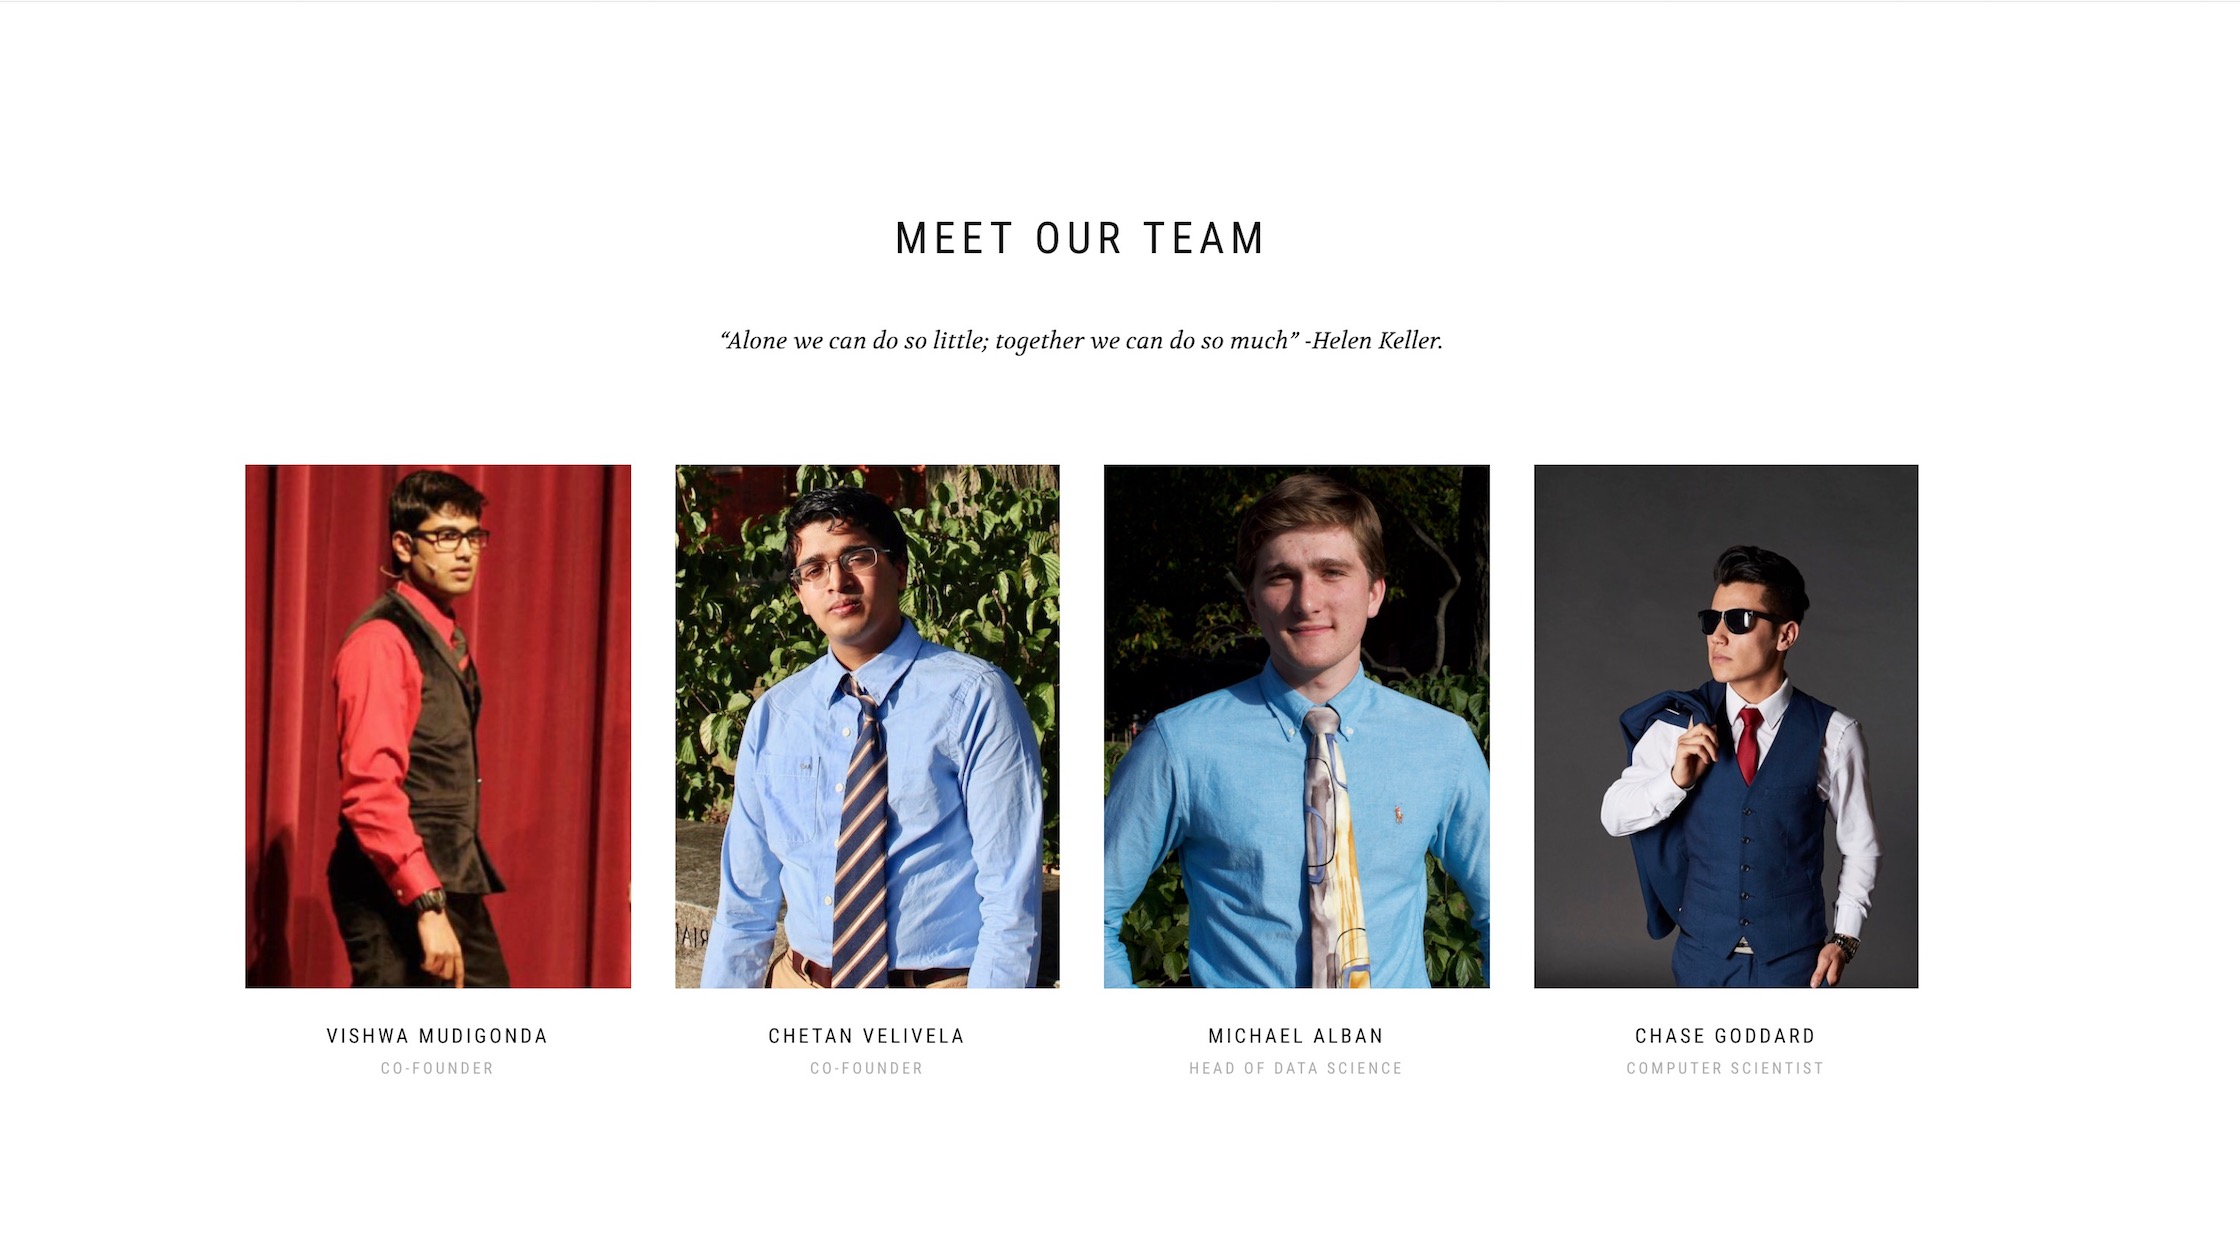 MEET OUR TEAM
“Alone we can do so little; together we can do so much” -Helen Keller.
VISHWA MUDIGONDA
CO-FOUNDER
CHETAN VELIVELA
CO-FOUNDER
MICHAEL ALBAN
HEAD OF DATA SCIENCE
CHASE GODDARD
COMPUTER SCIENTIST